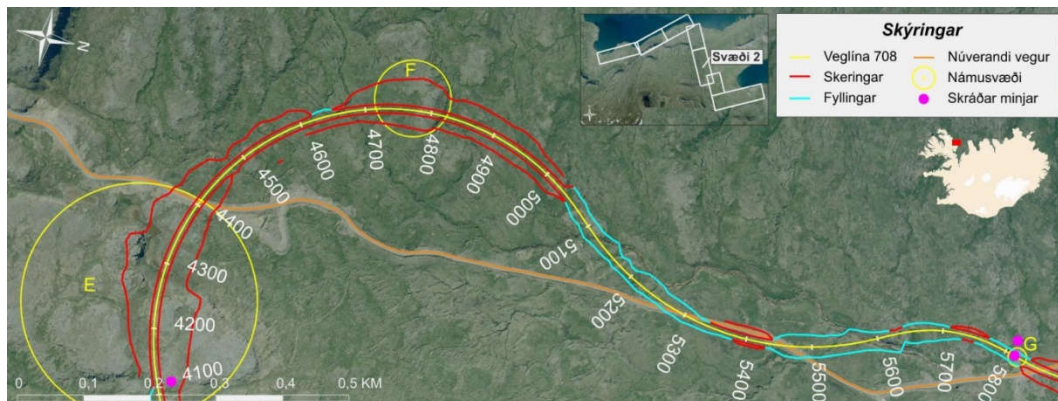 N
F
E
G
Svæði 2
Skýringar
Veglína 708
Núverandi vegur
Skeringar
Námusvæði
Fyllingar
Skráðar minjar
4100
4200
4300
4400
4500
4600
4700
4800
4900
5000
5100
5200
5300
5400
5500
5600
5700
5800
0 0,1 0,2 0,3 0,4 0,5 KM